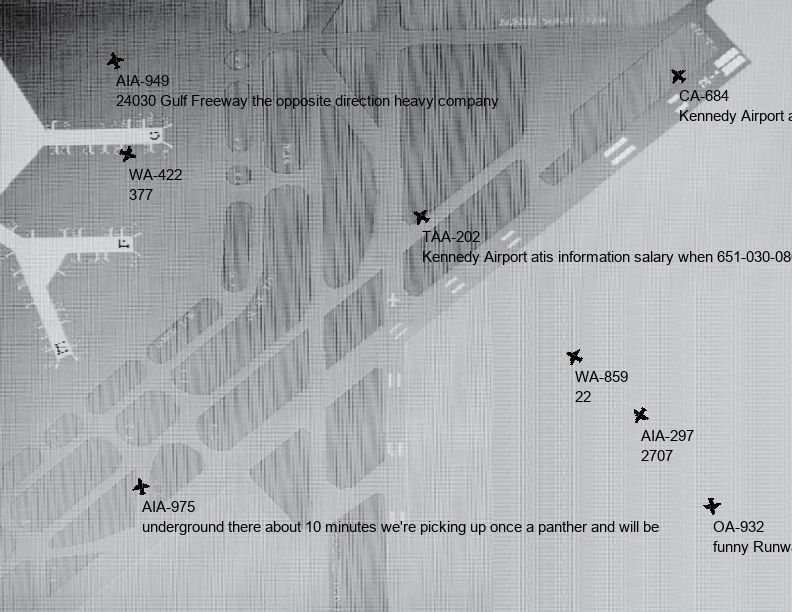 AIA-949
24030 Gulf Freeway the opposite direction heavy company
CA-684
Kennedy Airport a
WA-422
377
TAA-202
Kennedy Airport atis information salary when 651-030-08
WA-859
22
AIA-297
2707
AIA-975
underground there about 10 minutes we're picking up once a panther and will be
OA-932
funny Runw